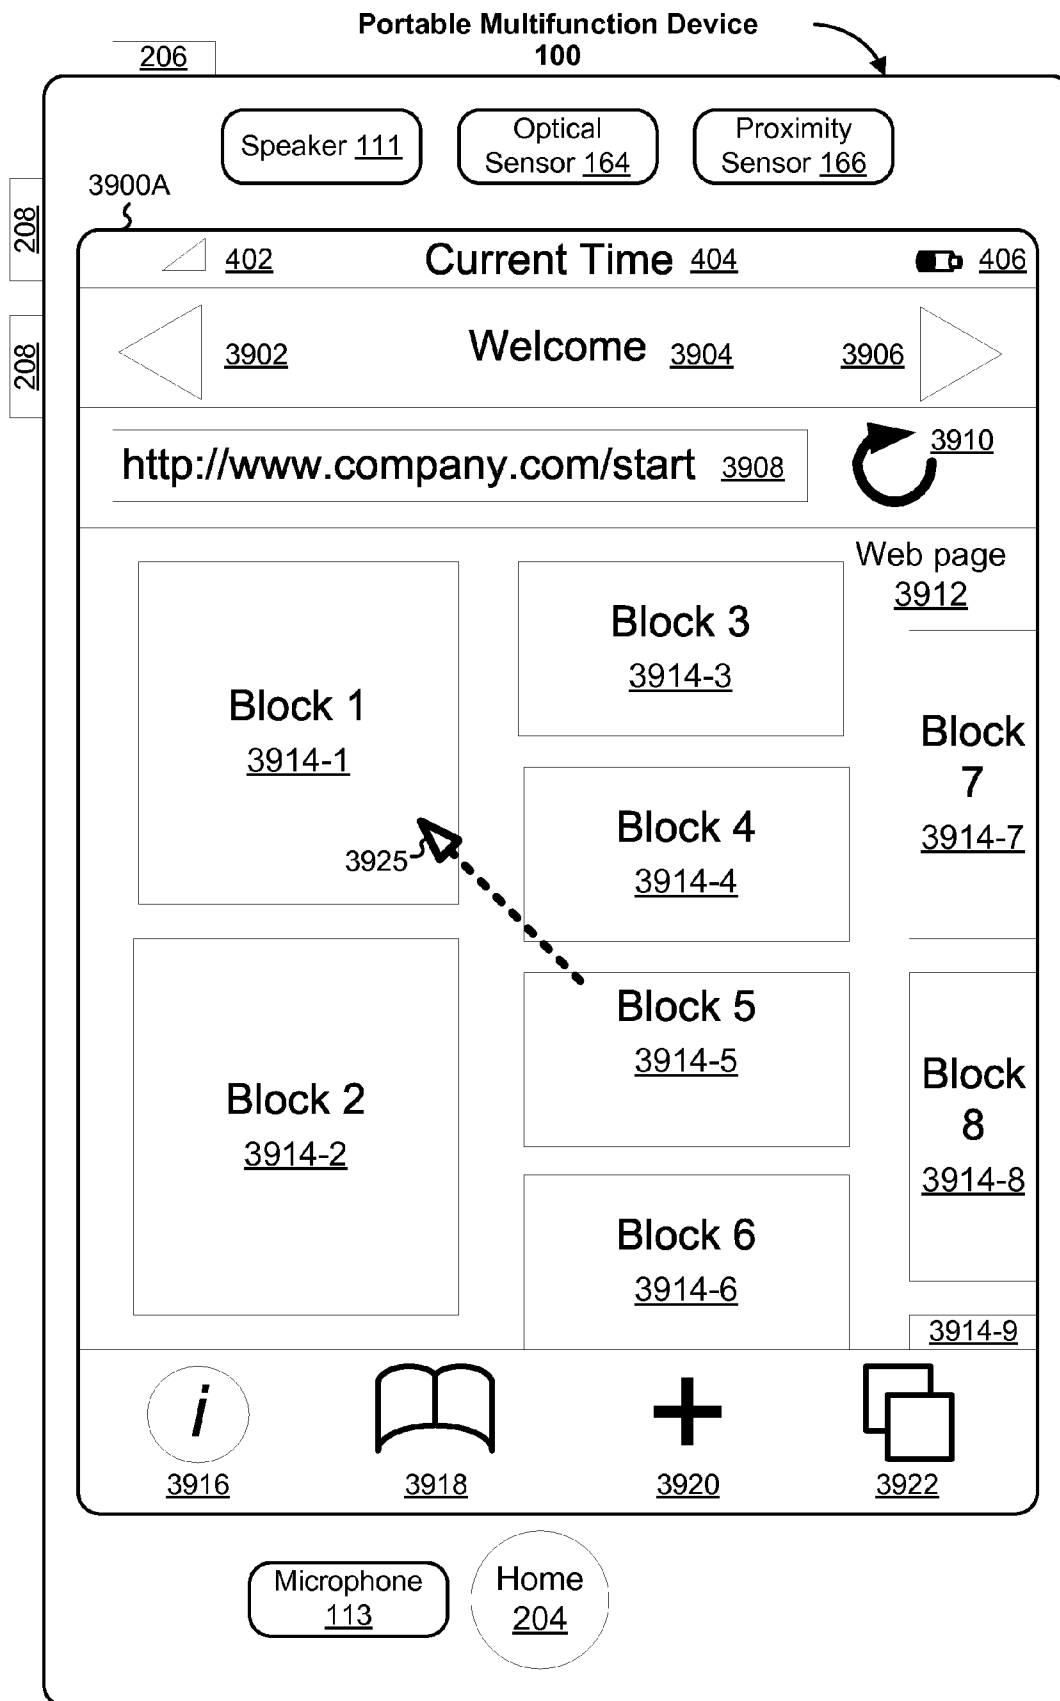 Portable Multifunction Device
100
206
Speaker 111
Optical
Sensor 164
Proximity
Sensor 166
3900A
208
208
402
Current Time 404
406
3902
Welcome 3904
3906
http://www.company.com/start 3908
3910
Web page
3912
Block 1
3914-1
Block 3
3914-3
Block
7
3914-7
Block 4
3914-4
3925
Block 2
3914-2
Block 5
3914-5
Block
8
3914-8
Block 6
3914-6
3914-9
i
3916
3918
3920
3922
Microphone
113
Home
204